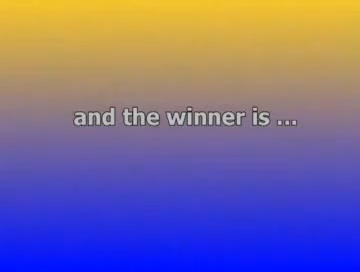 and the winner is ...